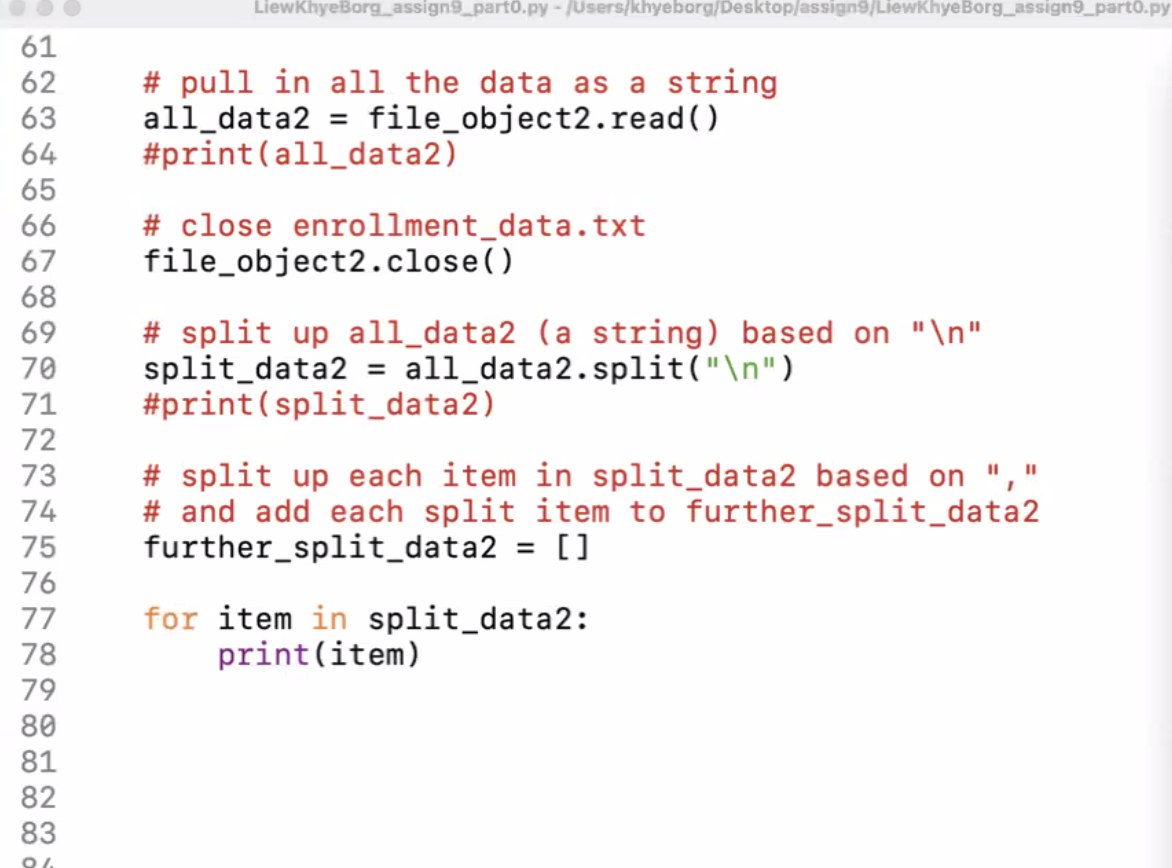 LiewKhyeBorg_assign9_part0.py - /Users/khyeborg/Desktop/assign9/LiewKhyeBorg_assign9_part0.py
61
62 # pull in all the data as a string
63 all_data2 = file_object2.read()
64 #print(all_data2)
65
66 # close enrollment_data.txt
67 file_object2.close()
68
69 # split up all_data2 (a string) based on "\n"
70 split_data2 = all_data2.split("\n")
71 #print(split_data2)
72
73 # split up each item in split_data2 based on ","
74 # and add each split item to further_split_data2
75 further_split_data2 = []
76
77 for item in split_data2:
78     print(item)
79
80
81
82
83